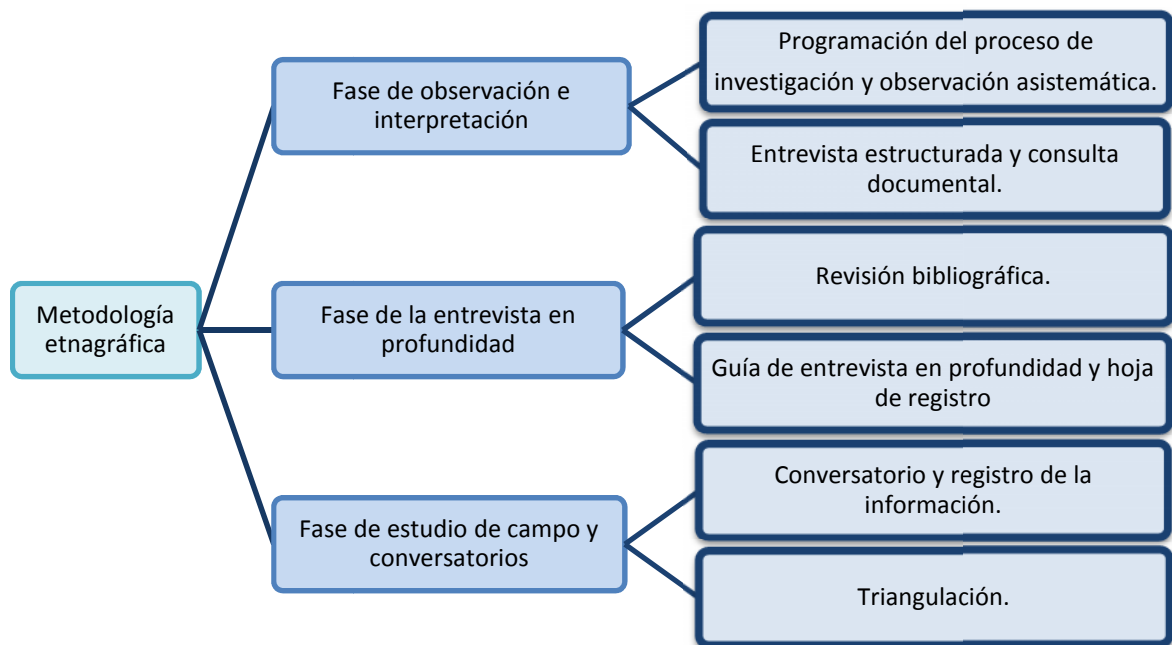 Metodología
etnagráfica
Fase de observación e
interpretación
Programación del proceso de
investigación y observación asistemática.
Entrevista estructurada y consulta
documental.
Fase de la entrevista en
profundidad
Revisión bibliográfica.
Guía de entrevista en profundidad y hoja
de registro
Fase de estudio de campo y
conversatorios
Conversatorio y registro de la
información.
Triangulación.